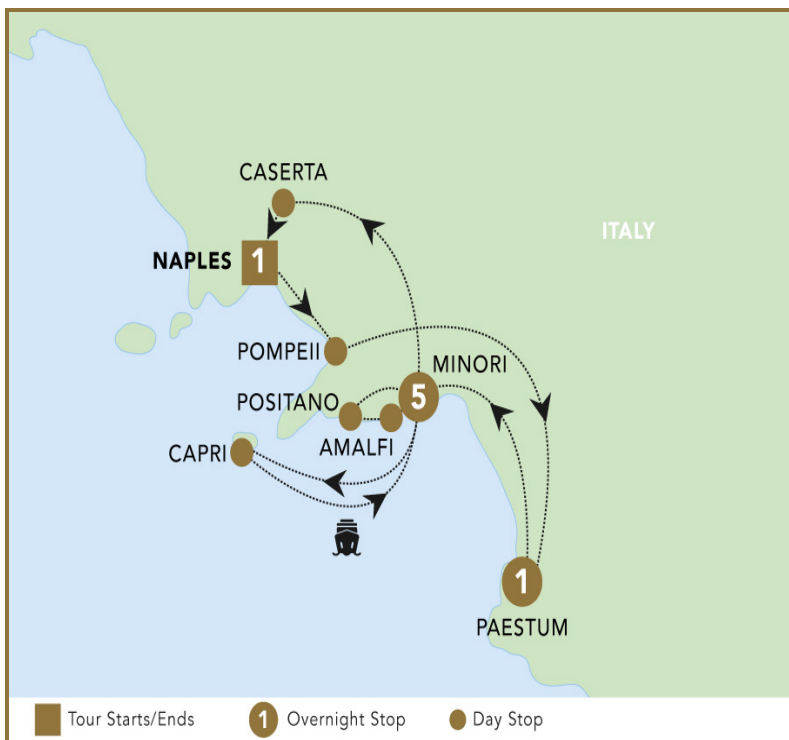 CASERTA
ITALY
NAPLES 1
POMPEII
MINORI
5
POSITANO
AMALFI
CAPRI
1
PAESTUM
Tour Starts/Ends 1 Overnight Stop Day Stop